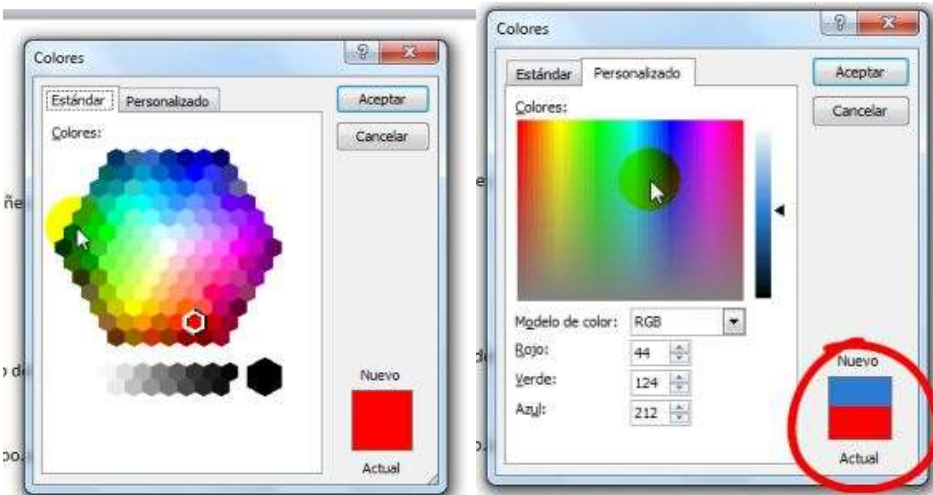 Colores
Estándar Personalizado
Aceptar
Colores:
Cancelar
Nuevo
Actual
Colores
Estándar Personalizado
Aceptar
Colores:
Cancelar
Modelo de color: RGB
Rojo: 44
Verde: 124
Azul: 212
Nuevo
Actual